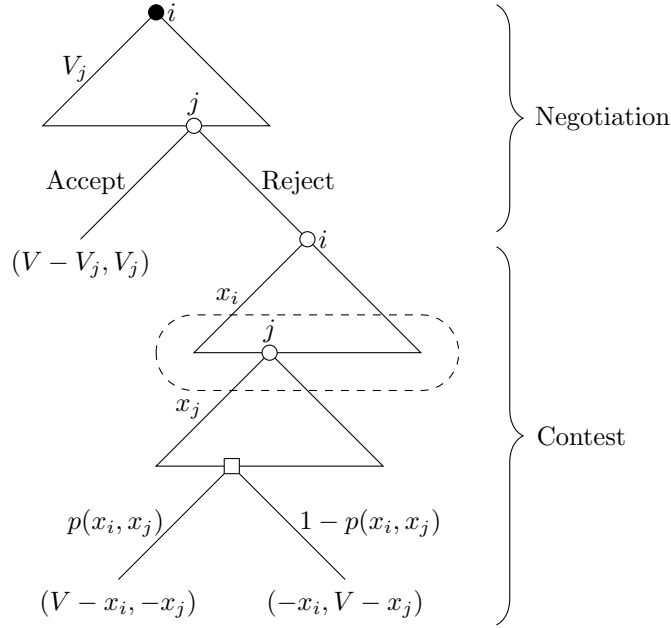 i
V_j
j
Negotiation
Accept
Reject
i
(V − V_j, V_j)
x_i
j
x_j
Contest
p(x_i, x_j)
1 − p(x_i, x_j)
(V − x_i, −x_j)
(−x_i, V − x_j)